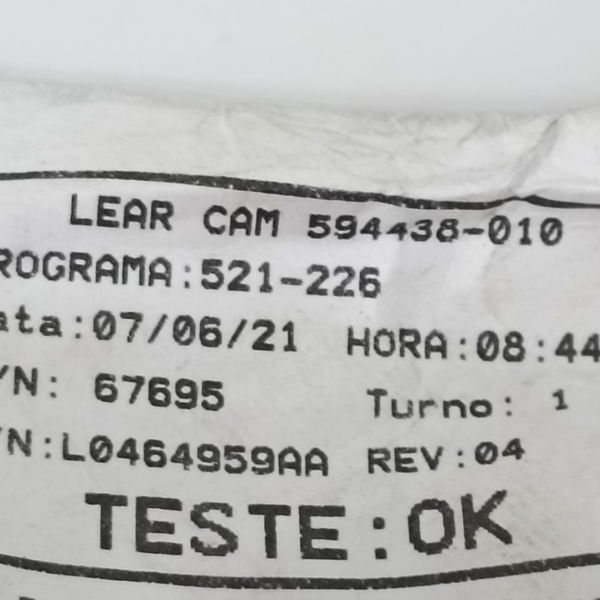 LEAR CAM 594438-010
ROGRAMA:521-226
ata:07/06/21 HORA:08:44
/N: 67695 Turno: 1
/N:L0464959AA REV:04
TESTE:OK